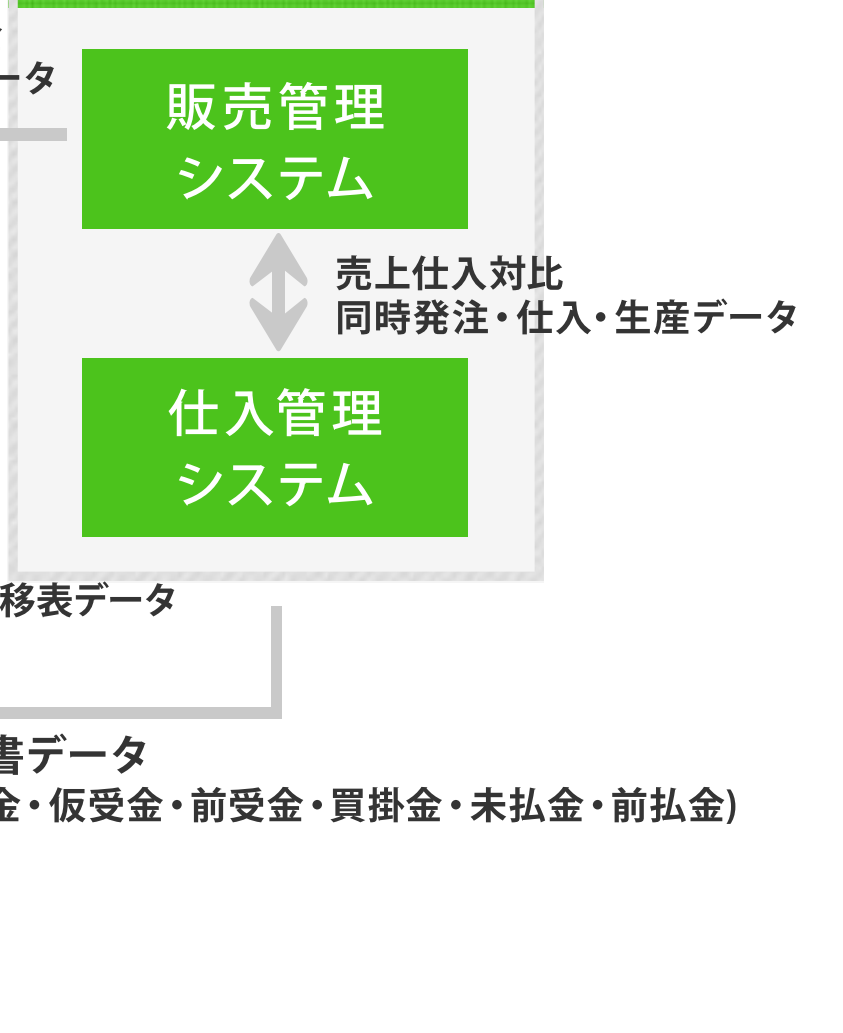 ータ
販売管理
システム
売上仕入対比
同時発注・仕入・生産データ
仕入管理
システム
移表データ
書データ
金・仮受金・前受金・買掛金・未払金・前払金)